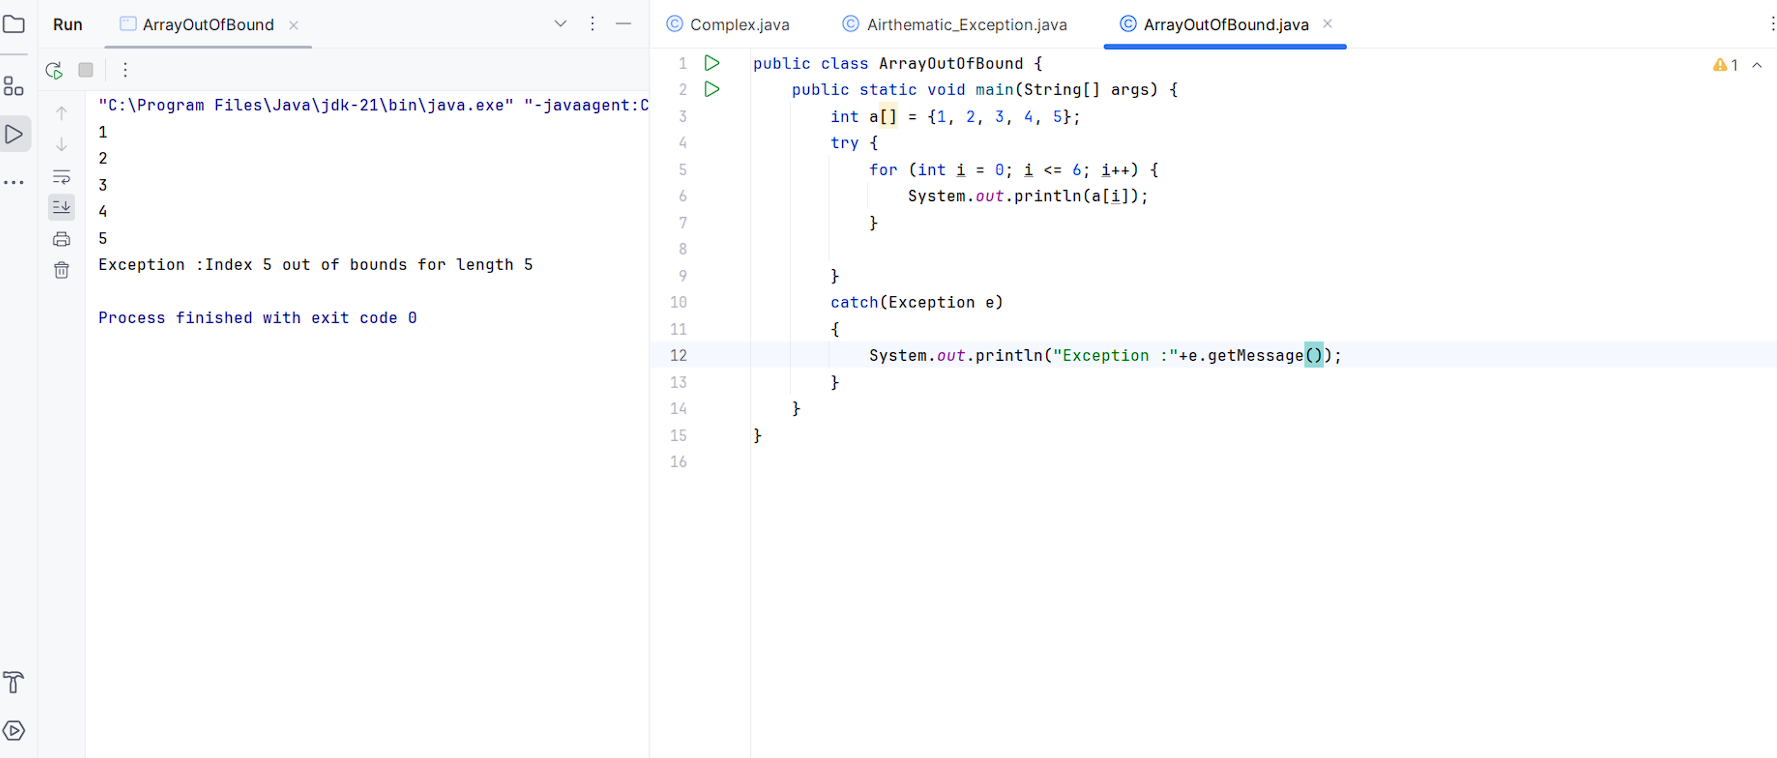 Run ArrayOutOfBound
"C:\Program Files\Java\jdk-21\bin\java.exe" "-javaagent:C
1
2
3
4
5
Exception :Index 5 out of bounds for length 5
Process finished with exit code 0
Complex.java Airthematic_Exception.java ArrayOutOfBound.java
1
1 public class ArrayOutOfBound {
2     public static void main(String[] args) {
3         int a[] = {1, 2, 3, 4, 5};
4         try {
5             for (int i = 0; i <= 6; i++) {
6                 System.out.println(a[i]);
7             }
8
9         }
10         catch(Exception e)
11         {
12             System.out.println("Exception :"+e.getMessage());
13         }
14     }
15 }
16